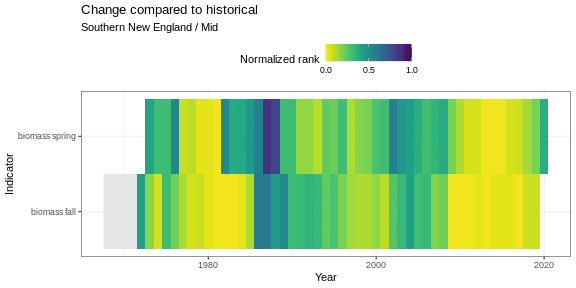 Change compared to historical
Southern New England / Mid
Normalized rank
0.0 0.5 1.0
biomass spring
biomass fall
Indicator
1980 2000 2020
Year